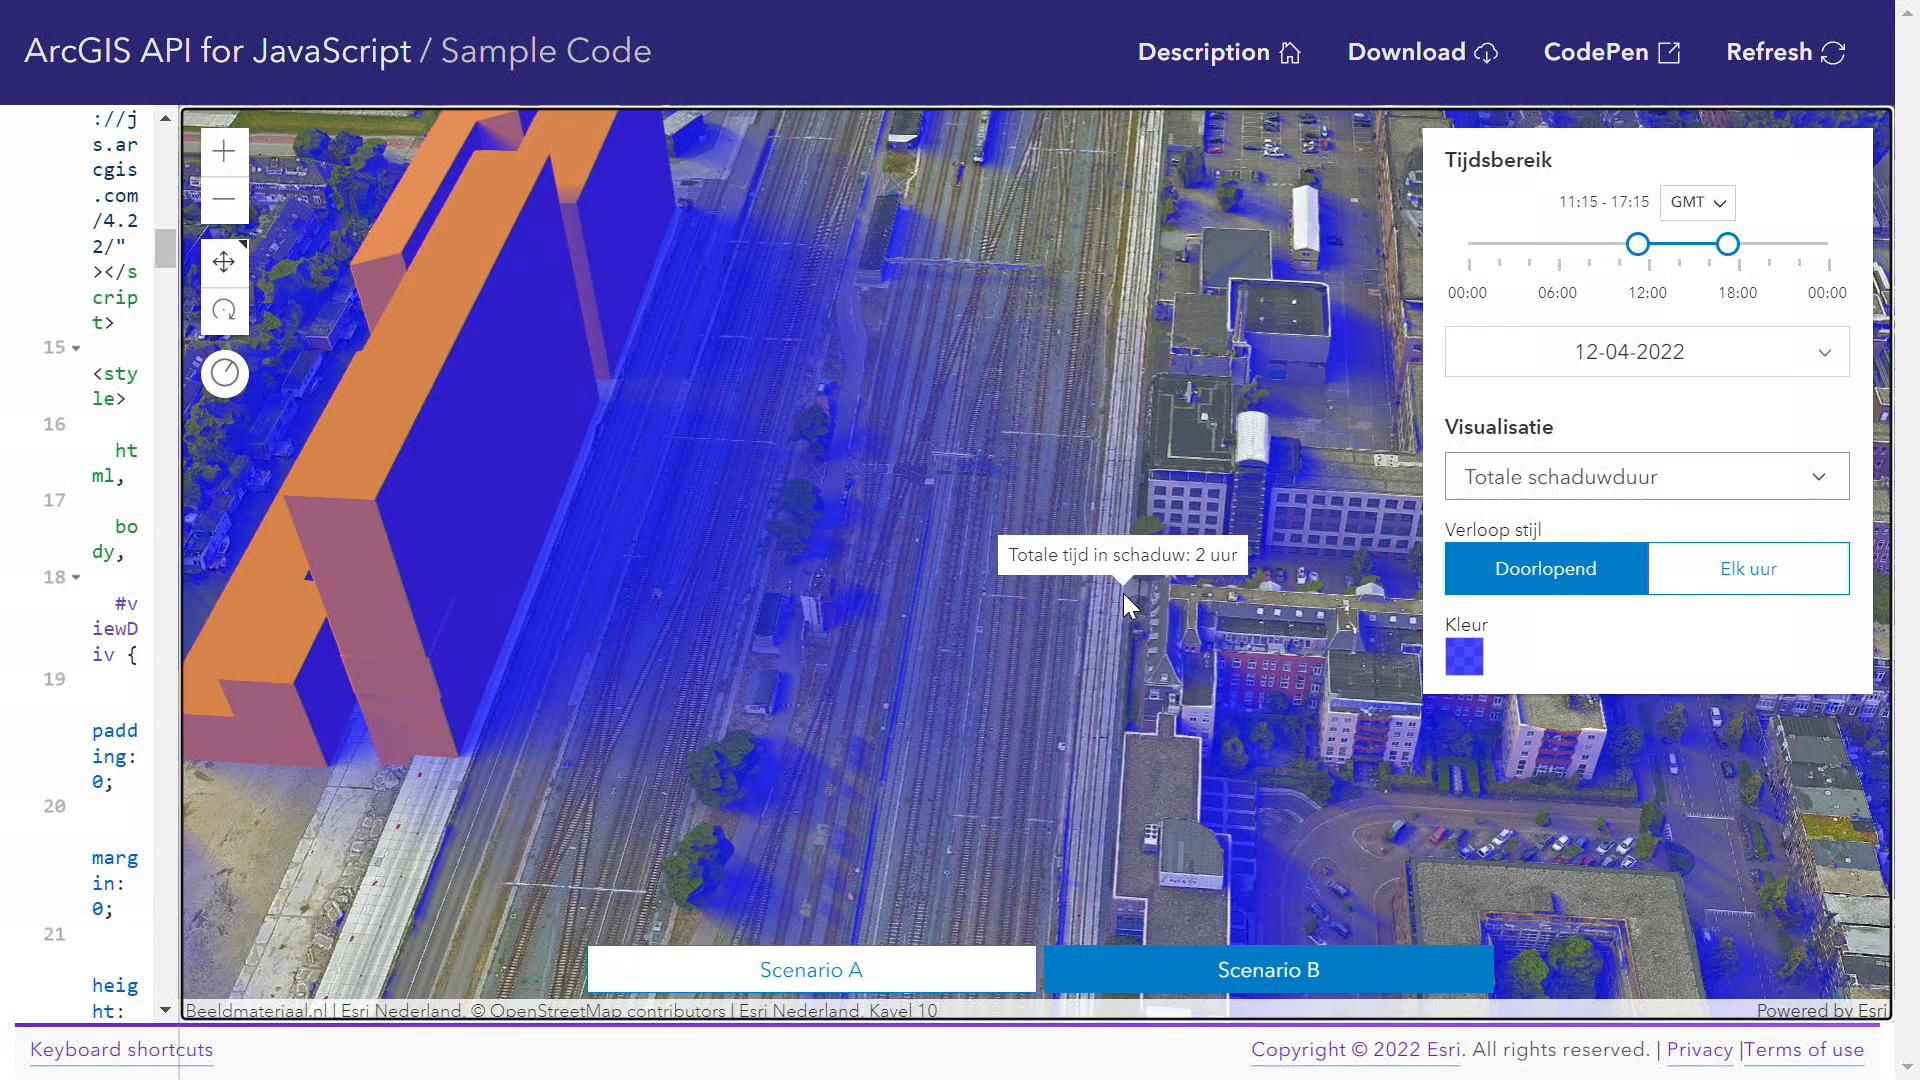 ArcGIS API for JavaScript / Sample Code
Description
Download
CodePen
Refresh
://j
s.ar
cgis
.com
/4.2
2/"
></s
crip
t>
15
<sty
le>
16
ht
ml,
17
bo
dy,
18
#v
iewD
iv {
19
padd
ing:
0;
20
marg
in:
0;
21
heig
ht:
Tijdsbereik
11:15 - 17:15 GMT
00:00 06:00 12:00 18:00 00:00
12-04-2022
Visualisatie
Totale schaduwduur
Verloop stijl
Doorlopend
Elk uur
Kleur
Totale tijd in schaduw: 2 uur
Scenario A
Scenario B
Beeldmateriaal.nl | Esri Nederland, © OpenStreetMap contributors | Esri Nederland, Kavel 10
Powered by Esri
Keyboard shortcuts
Copyright © 2022 Esri. All rights reserved. | Privacy |Terms of use